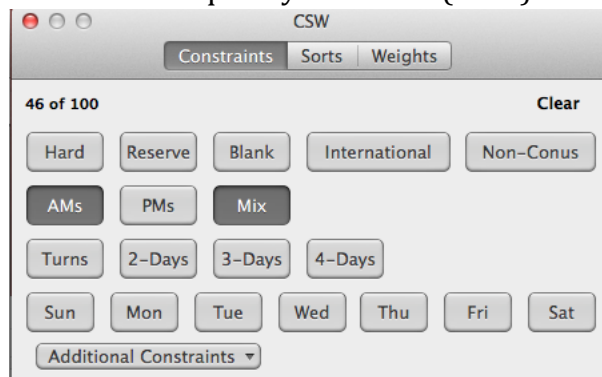 CSW
Constraints Sorts Weights
46 of 100 Clear
Hard Reserve Blank International Non-Conus
AMs PMs Mix
Turns 2-Days 3-Days 4-Days
Sun Mon Tue Wed Thu Fri Sat
Additional Constraints ▾